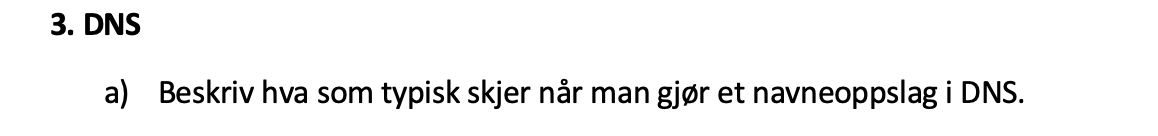 3. DNS
a) Beskriv hva som typisk skjer når man gjør et navneoppslag i DNS.